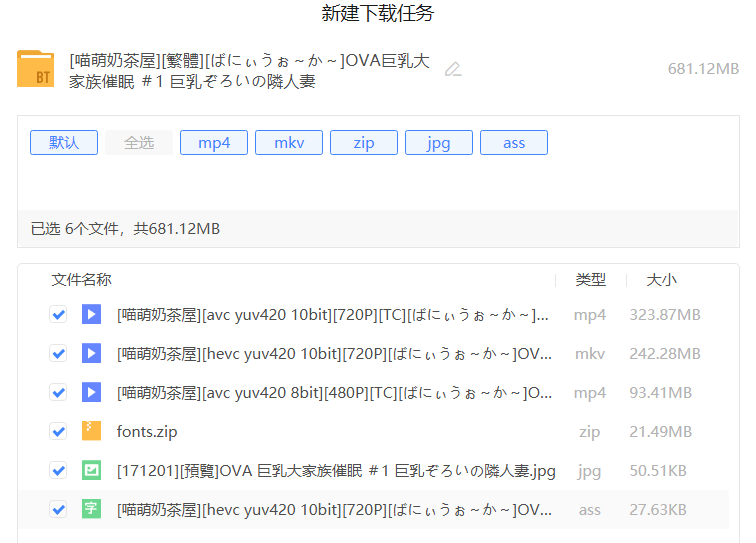 新建下载任务
[喵萌奶茶屋][繁體][ばにぃうぉ～か～]OVA巨乳大
家族催眠 ＃1 巨乳ぞろいの隣人妻
681.12MB
BT
默认 全选 mp4 mkv zip jpg ass
已选 6个文件，共681.12MB
文件名称 类型 大小
[喵萌奶茶屋][avc yuv420 10bit][720P][TC][ばにぃうぉ～か～]... mp4 323.87MB
[喵萌奶茶屋][hevc yuv420 10bit][720P][ばにぃうぉ～か～]OV... mkv 242.28MB
[喵萌奶茶屋][avc yuv420 8bit][480P][TC][ばにぃうぉ～か～]O... mp4 93.41MB
fonts.zip zip 21.49MB
[171201][預覽]OVA 巨乳大家族催眠 ＃1 巨乳ぞろいの隣人妻.jpg jpg 50.51KB
字 [喵萌奶茶屋][hevc yuv420 10bit][720P][ばにぃうぉ～か～]OV... ass 27.63KB